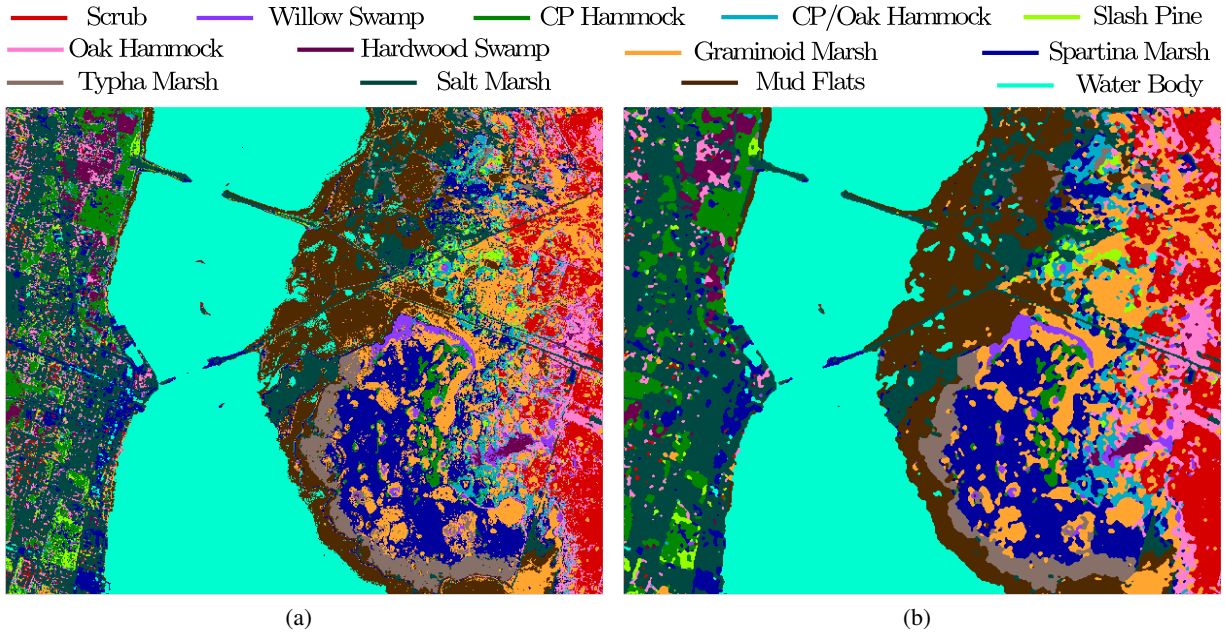 Scrub Willow Swamp CP Hammock CP/Oak Hammock Slash Pine
Oak Hammock Hardwood Swamp Graminoid Marsh Spartina Marsh
Typha Marsh Salt Marsh Mud Flats Water Body
(a) (b)